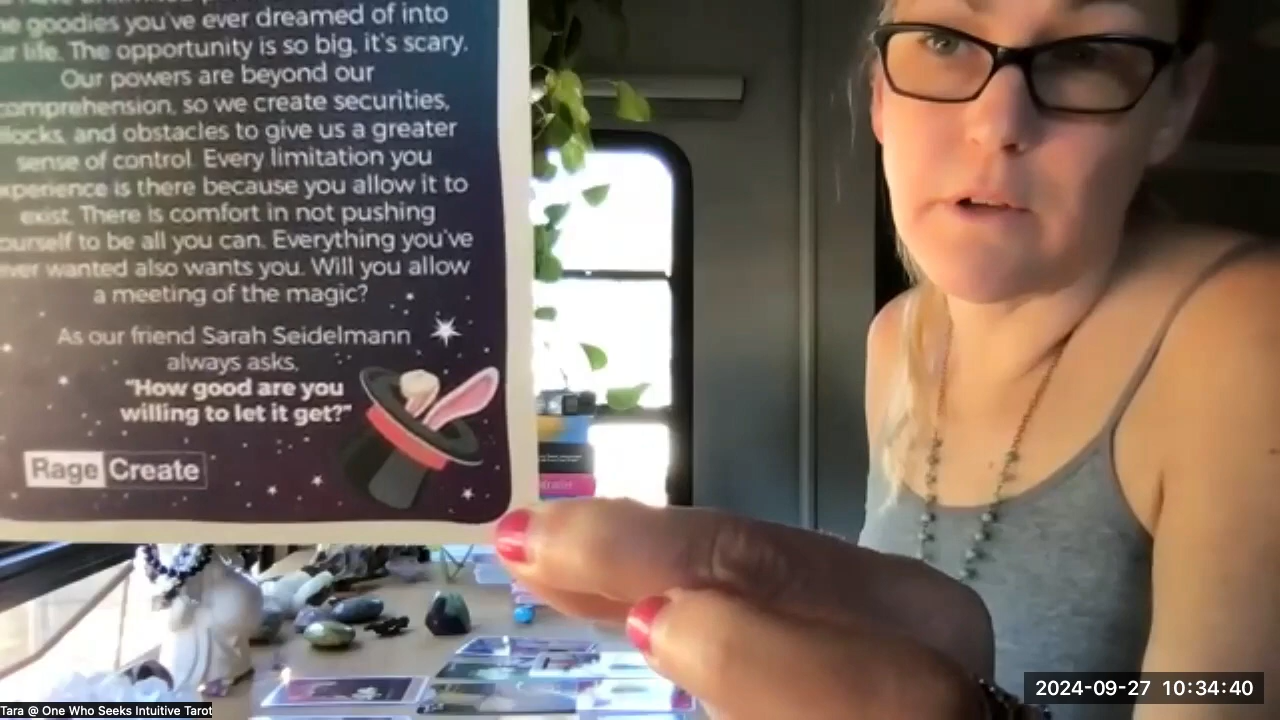 he goodies you've ever dreamed of into
ur life. The opportunity is so big, it's scary.
Our powers are beyond our
comprehension, so we create securities,
locks, and obstacles to give us a greater
sense of control. Every limitation you
xperience is there because you allow it to
exist. There is comfort in not pushing
ourself to be all you can. Everything you've
ever wanted also wants you. Will you allow
a meeting of the magic?
As our friend Sarah Seidelmann
always asks,
"How good are you
willing to let it get?"
Rage Create
2024-09-27 10:34:40
Tara @ One Who Seeks Intuitive Tarot